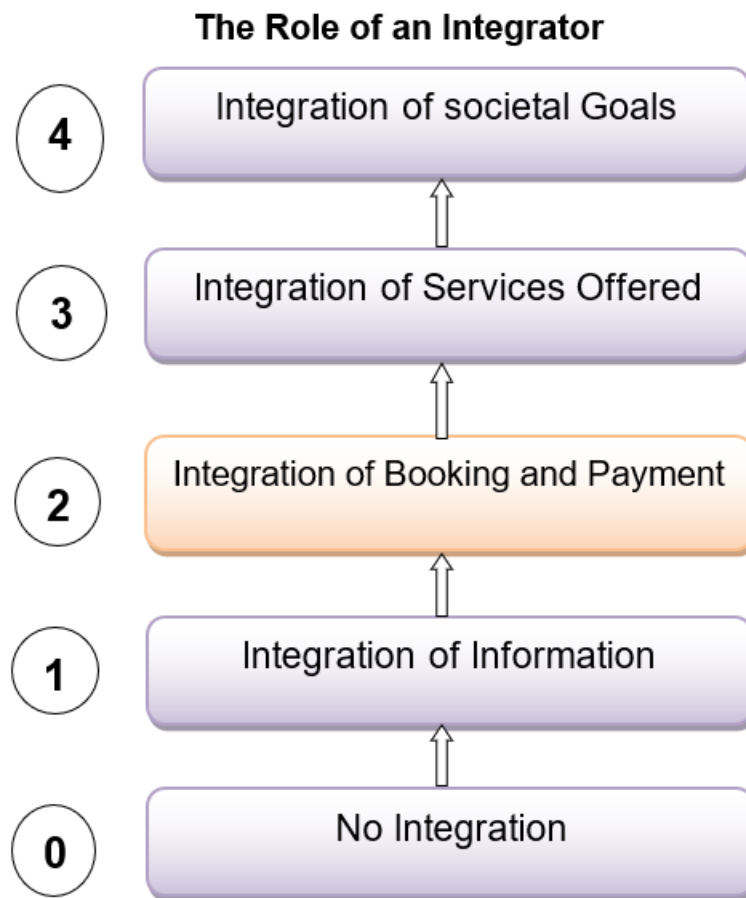 The Role of an Integrator
4
Integration of societal Goals
3
Integration of Services Offered
2
Integration of Booking and Payment
1
Integration of Information
0
No Integration